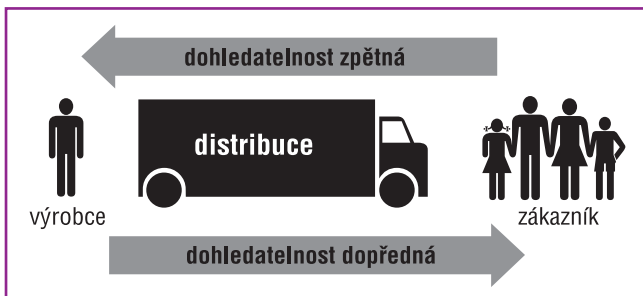 dohledatelnost zpětná
distribuce
výrobce
zákazník
dohledatelnost dopředná